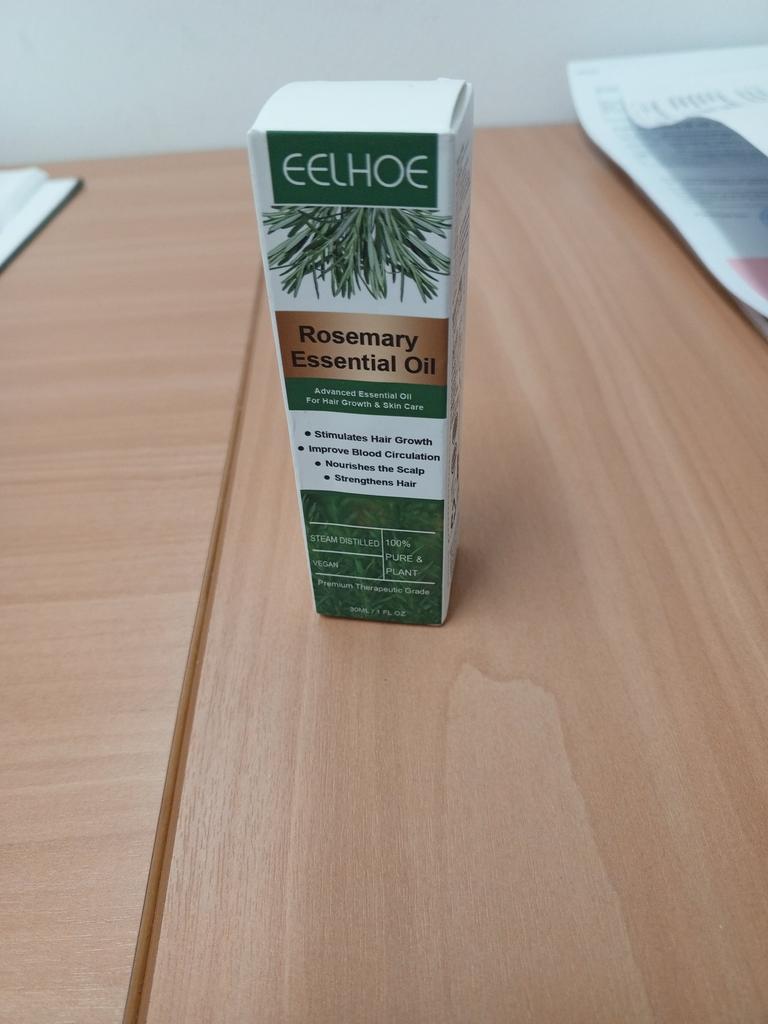 EELHOE
Rosemary
Essential Oil
Advanced Essential Oil
For Hair Growth & Skin Care
• Stimulates Hair Growth
• Improve Blood Circulation
• Nourishes the Scalp
• Strengthens Hair
STEAM DISTILLED
VEGAN
100%
PURE &
PLANT
Premium Therapeutic Grade
30ML / 1 FL OZ